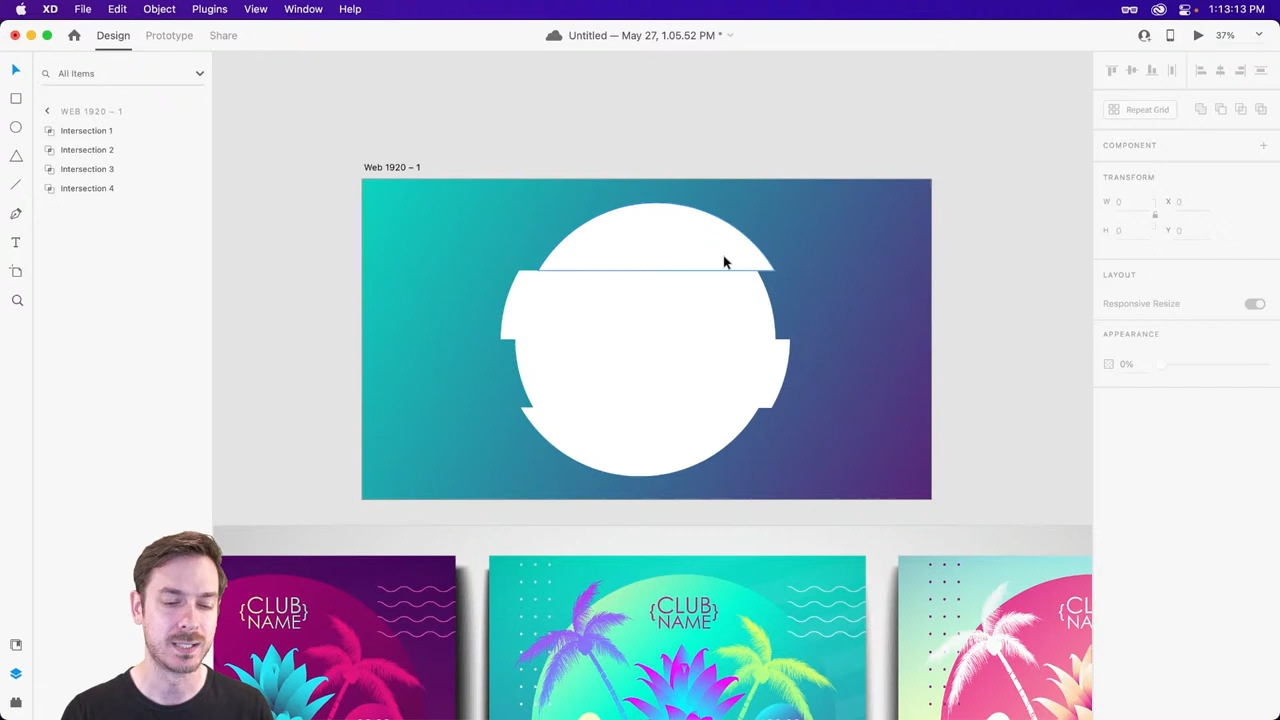 XD File Edit Object Plugins View Window Help 1:13:13 PM
Design Prototype Share Untitled — May 27, 1.05.52 PM * 37%
All Items
WEB 1920 – 1
Intersection 1
Intersection 2
Intersection 3
Intersection 4
Web 1920 – 1
Repeat Grid
COMPONENT
TRANSFORM
W 0 X 0
H 0 Y 0
LAYOUT
Responsive Resize
APPEARANCE
0%
{CLUB
NAME}
{CLUB
NAME}